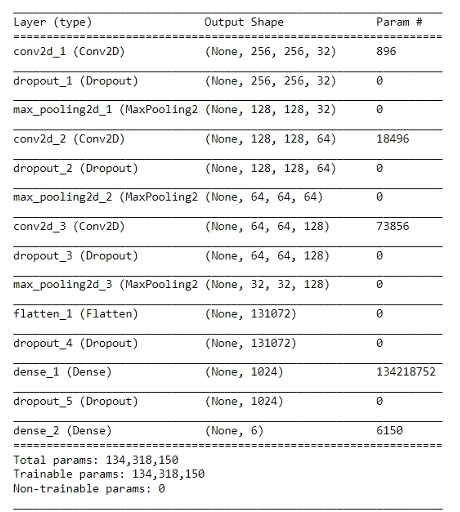 Layer (type) Output Shape Param #
=================================================================
conv2d_1 (Conv2D) (None, 256, 256, 32) 896
dropout_1 (Dropout) (None, 256, 256, 32) 0
max_pooling2d_1 (MaxPooling2 (None, 128, 128, 32) 0
conv2d_2 (Conv2D) (None, 128, 128, 64) 18496
dropout_2 (Dropout) (None, 128, 128, 64) 0
max_pooling2d_2 (MaxPooling2 (None, 64, 64, 64) 0
conv2d_3 (Conv2D) (None, 64, 64, 128) 73856
dropout_3 (Dropout) (None, 64, 64, 128) 0
max_pooling2d_3 (MaxPooling2 (None, 32, 32, 128) 0
flatten_1 (Flatten) (None, 131072) 0
dropout_4 (Dropout) (None, 131072) 0
dense_1 (Dense) (None, 1024) 134218752
dropout_5 (Dropout) (None, 1024) 0
dense_2 (Dense) (None, 6) 6150
=================================================================
Total params: 134,318,150
Trainable params: 134,318,150
Non-trainable params: 0